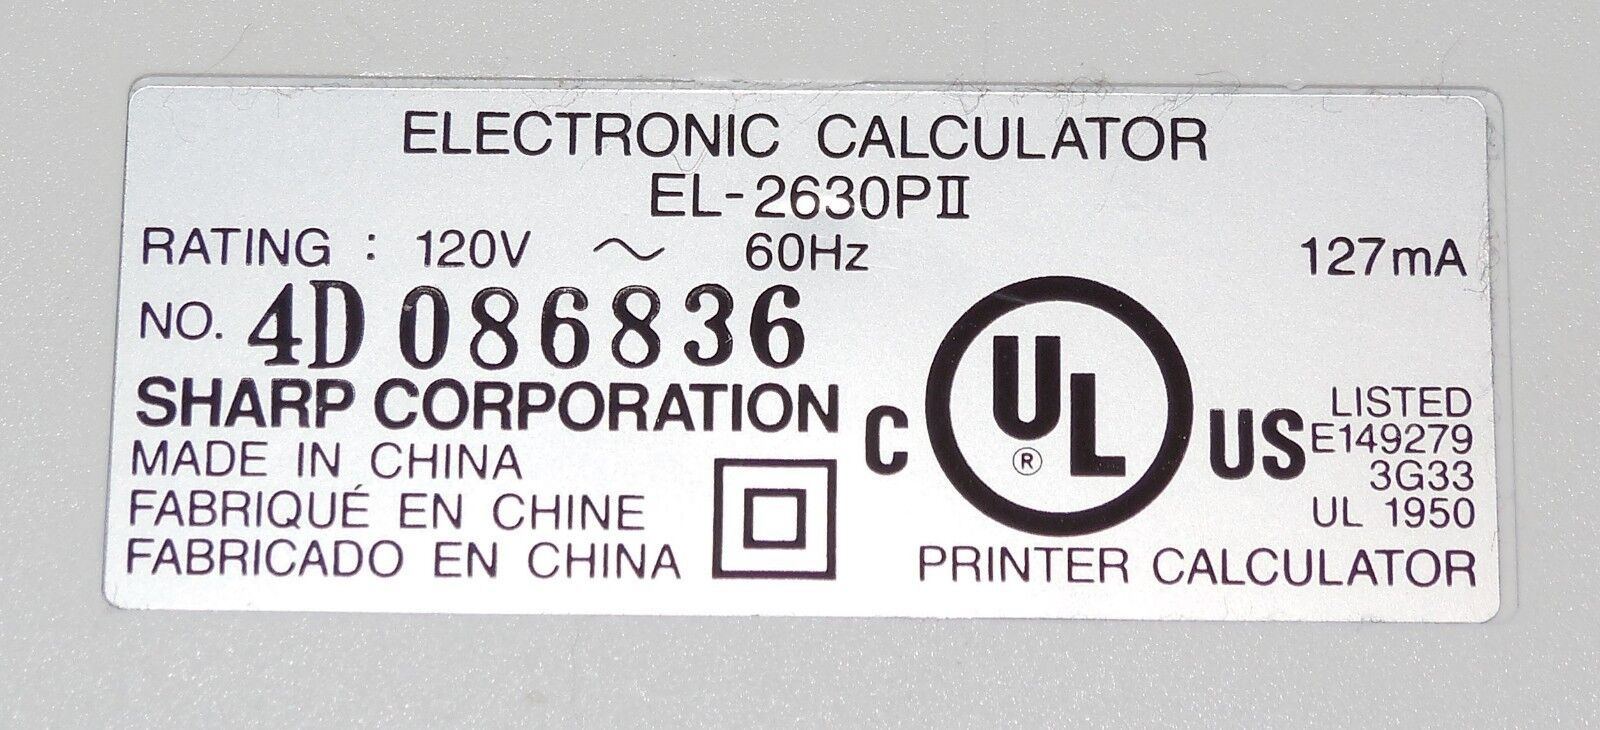 ELECTRONIC CALCULATOR
EL-2630PII
RATING : 120V ~ 60Hz 127mA
NO. 4D 086836
SHARP CORPORATION
MADE IN CHINA
FABRIQUÉ EN CHINE
FABRICADO EN CHINA
C UL ® US
LISTED
E149279
3G33
UL 1950
PRINTER CALCULATOR